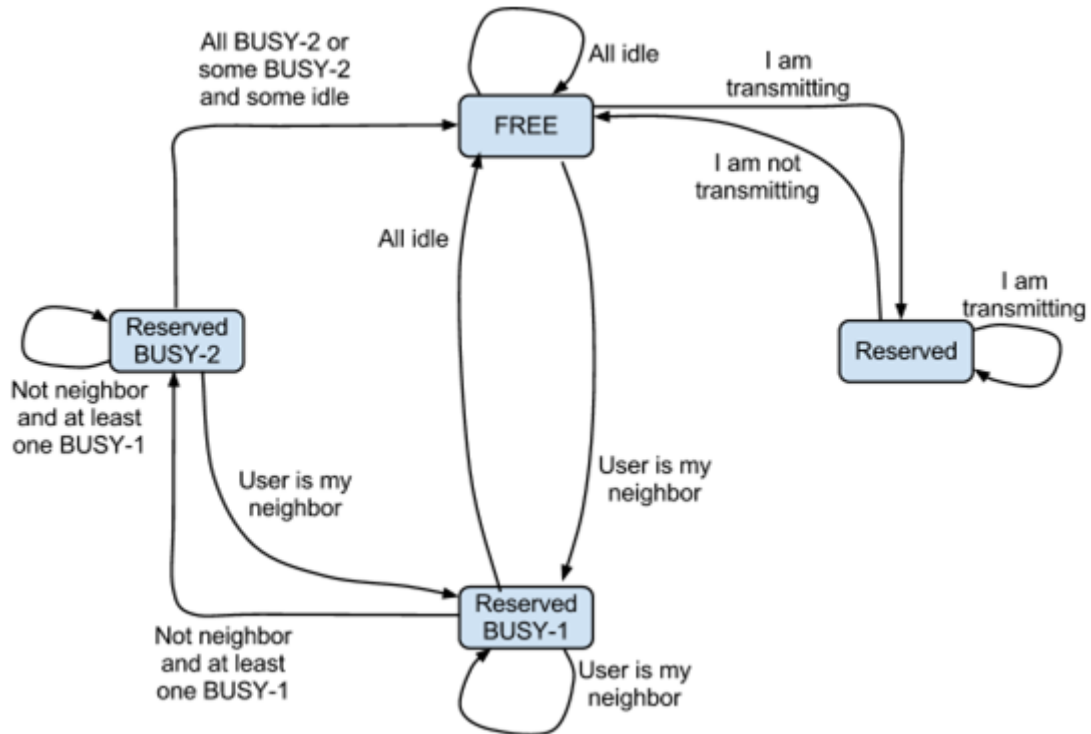 All BUSY-2 or
some BUSY-2
and some idle
All idle
I am
transmitting
FREE
I am not
transmitting
All idle
I am
transmitting
Reserved
BUSY-2
Reserved
Not neighbor
and at least
one BUSY-1
User is my
neighbor
User is my
neighbor
Reserved
BUSY-1
Not neighbor
and at least
one BUSY-1
User is my
neighbor